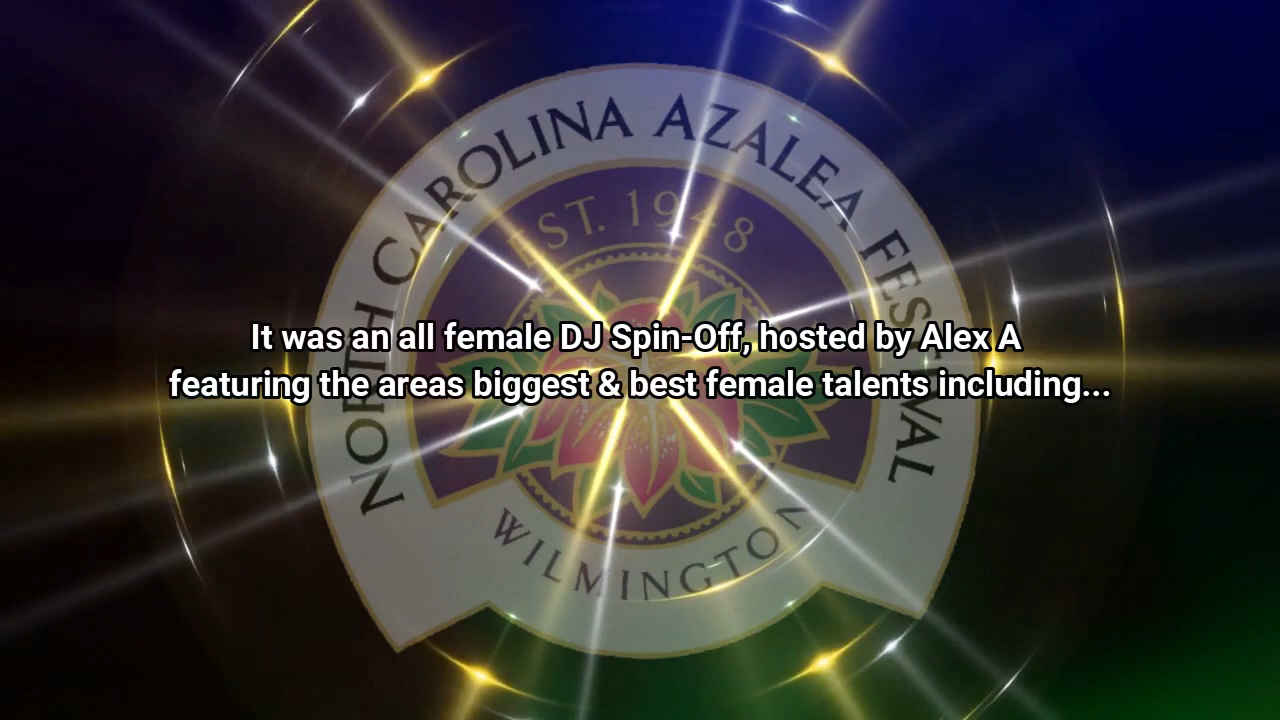 NORTH CAROLINA AZALEA FESTIVAL
EST. 1948
It was an all female DJ Spin-Off, hosted by Alex A
featuring the areas biggest & best female talents including...
WILMINGTON